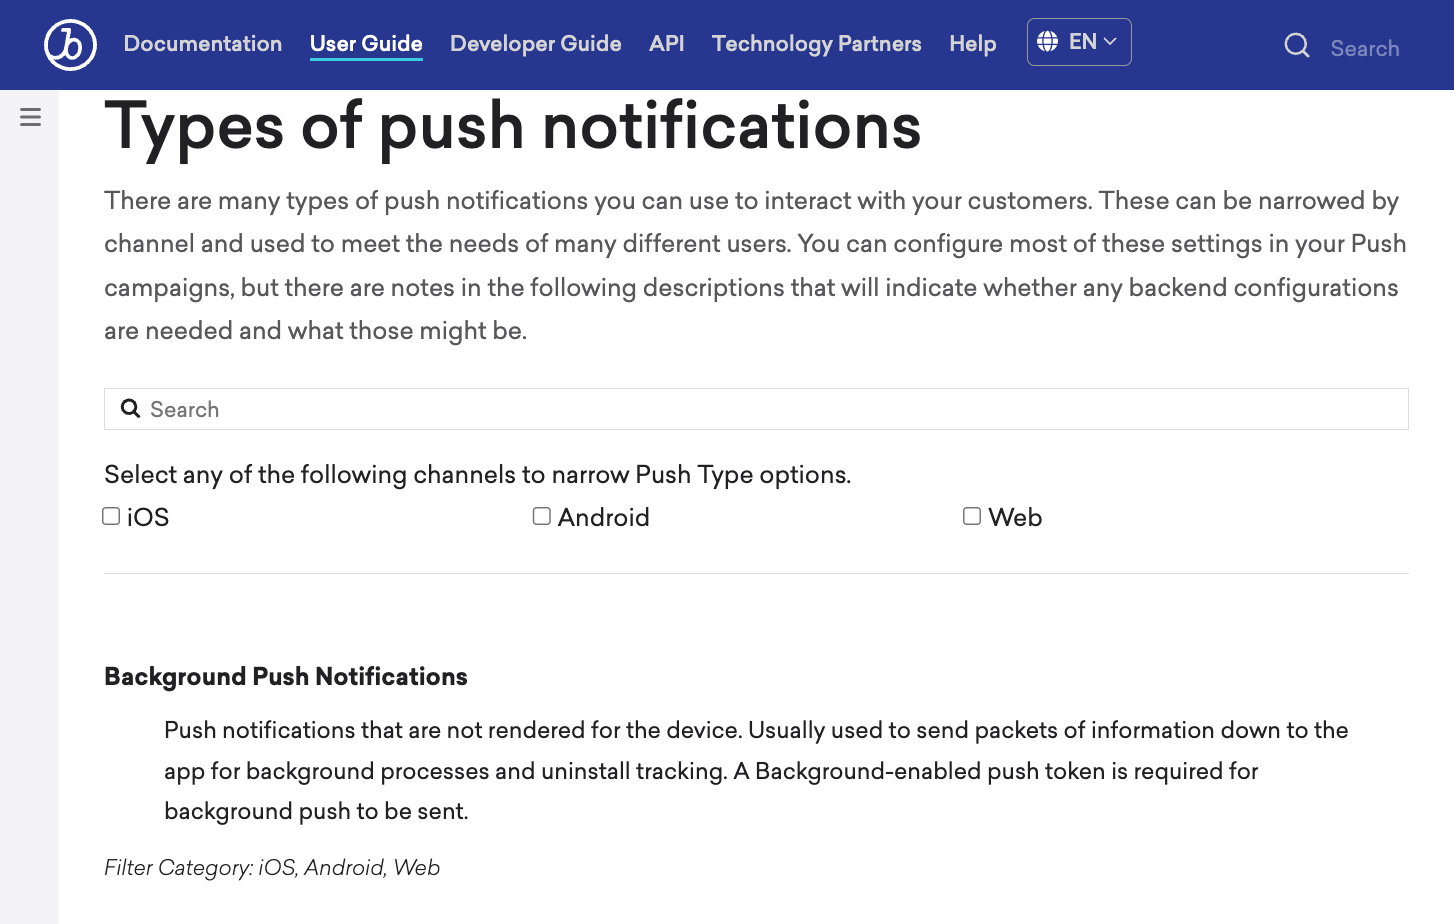 Documentation User Guide Developer Guide API Technology Partners Help EN Search
Types of push notifications
There are many types of push notifications you can use to interact with your customers. These can be narrowed by
channel and used to meet the needs of many different users. You can configure most of these settings in your Push
campaigns, but there are notes in the following descriptions that will indicate whether any backend configurations
are needed and what those might be.
Search
Select any of the following channels to narrow Push Type options.
iOS Android Web
Background Push Notifications
Push notifications that are not rendered for the device. Usually used to send packets of information down to the
app for background processes and uninstall tracking. A Background-enabled push token is required for
background push to be sent.
Filter Category: iOS, Android, Web